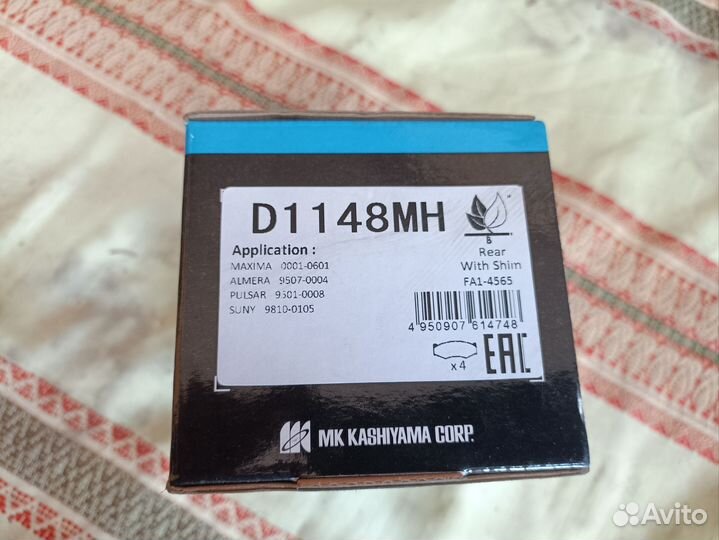 D1148MH
Application :
MAXIMA 0001-0601
ALMERA 9507-0004
PULSAR 9501-0008
SUNY 9810-0105
B
Rear
With Shim
FA1-4565
4 950907 614748
x4
EAC
MK KASHIYAMA CORP.
Avito